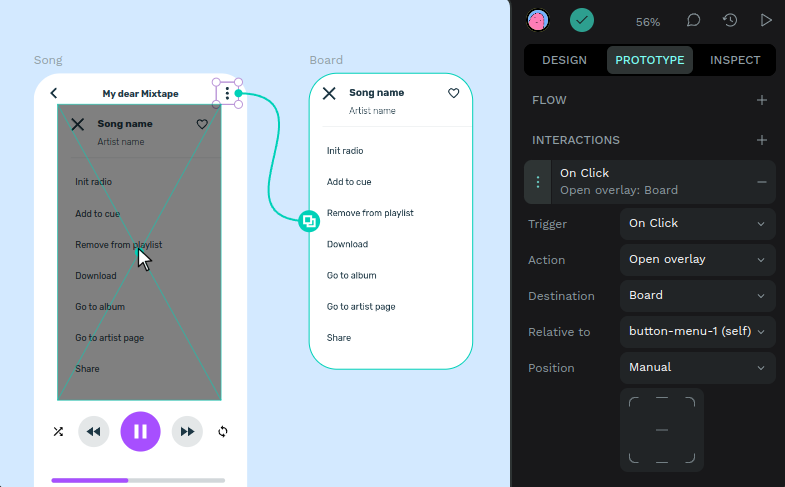 Song
Board
My dear Mixtape
Song name
Artist name
Init radio
Add to cue
Remove from playlist
Download
Go to album
Go to artist page
Share
Song name
Artist name
Init radio
Add to cue
Remove from playlist
Download
Go to album
Go to artist page
Share
56%
DESIGN
PROTOTYPE
INSPECT
FLOW
INTERACTIONS
On Click
Open overlay: Board
Trigger
On Click
Action
Open overlay
Destination
Board
Relative to
button-menu-1 (self)
Position
Manual